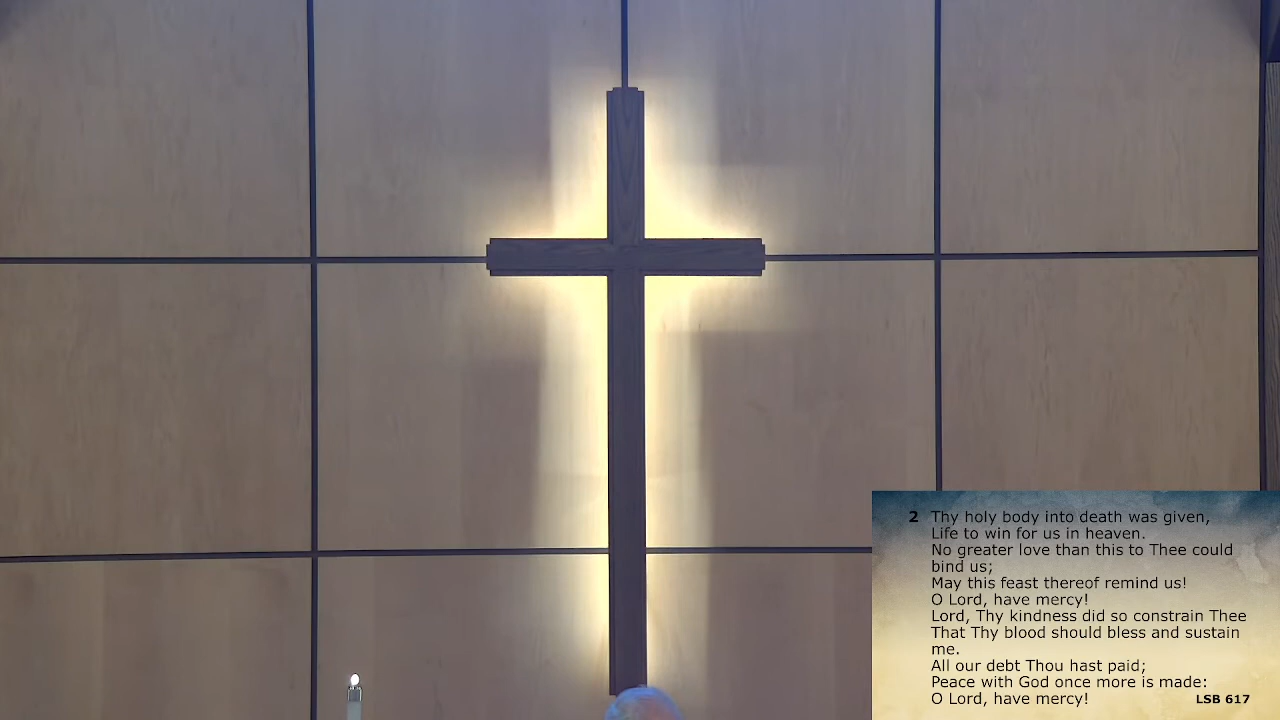 2 Thy holy body into death was given,
Life to win for us in heaven.
No greater love than this to Thee could
bind us;
May this feast thereof remind us!
O Lord, have mercy!
Lord, Thy kindness did so constrain Thee
That Thy blood should bless and sustain
me.
All our debt Thou hast paid;
Peace with God once more is made:
O Lord, have mercy!
LSB 617